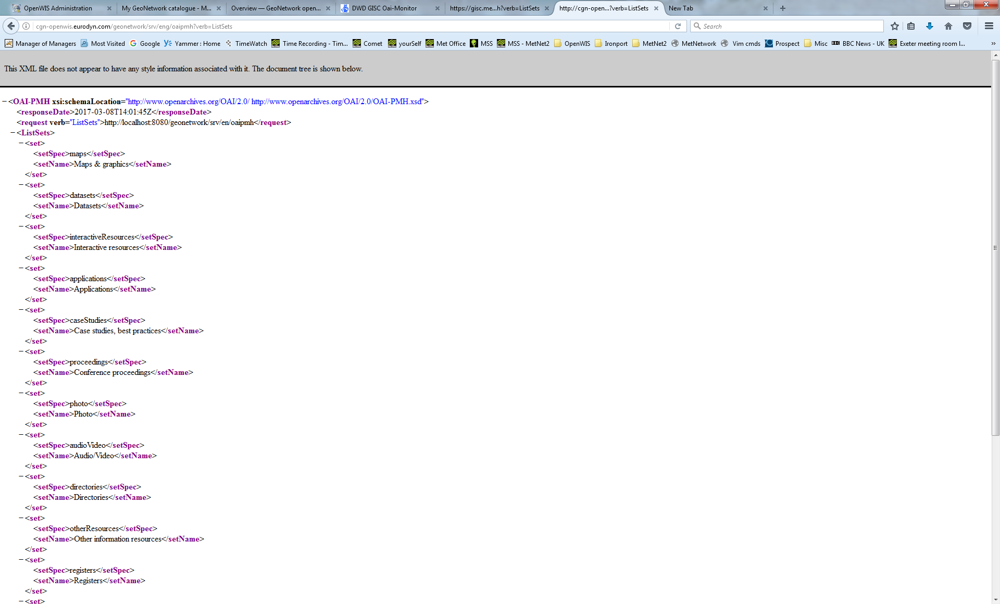 OpenWIS Administration
My GeoNetwork catalogue - M...
Overview — GeoNetwork open...
DWD GISC Oai-Monitor
https://gisc.me...h?verb=ListSets
http://cgn-open...?verb=ListSets
New Tab
cgn-openwis.eurodyn.com/geonetwork/srv/eng/oaipmh?verb=ListSets
Search
Manager of Managers
Most Visited
Google
Yammer : Home
TimeWatch
Time Recording - Tim...
Comet
yourSelf
Met Office
MSS
MSS - MetNet2
OpenWIS
Ironport
MetNet2
MetNetwork
Vim cmds
Prospect
Misc
BBC News - UK
Exeter meeting room l...
This XML file does not appear to have any style information associated with it. The document tree is shown below.
−<OAI-PMH xsi:schemaLocation="http://www.openarchives.org/OAI/2.0/ http://www.openarchives.org/OAI/2.0/OAI-PMH.xsd">
<responseDate>2017-03-08T14:01:45Z</responseDate>
<request verb="ListSets">http://localhost:8080/geonetwork/srv/en/oaipmh</request>
−<ListSets>
−<set>
<setSpec>maps</setSpec>
<setName>Maps & graphics</setName>
</set>
−<set>
<setSpec>datasets</setSpec>
<setName>Datasets</setName>
</set>
−<set>
<setSpec>interactiveResources</setSpec>
<setName>Interactive resources</setName>
</set>
−<set>
<setSpec>applications</setSpec>
<setName>Applications</setName>
</set>
−<set>
<setSpec>caseStudies</setSpec>
<setName>Case studies, best practices</setName>
</set>
−<set>
<setSpec>proceedings</setSpec>
<setName>Conference proceedings</setName>
</set>
−<set>
<setSpec>photo</setSpec>
<setName>Photo</setName>
</set>
−<set>
<setSpec>audioVideo</setSpec>
<setName>Audio/Video</setName>
</set>
−<set>
<setSpec>directories</setSpec>
<setName>Directories</setName>
</set>
−<set>
<setSpec>otherResources</setSpec>
<setName>Other information resources</setName>
</set>
−<set>
<setSpec>registers</setSpec>
<setName>Registers</setName>
</set>
−<set>